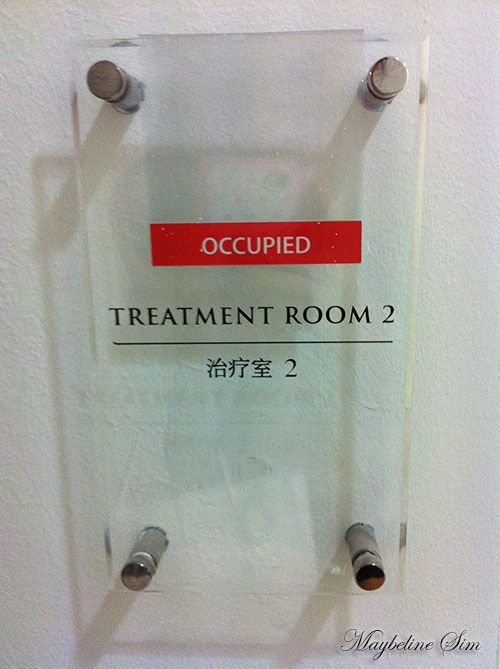 OCCUPIED
TREATMENT ROOM 2
治疗室 2
Maybeline Sim